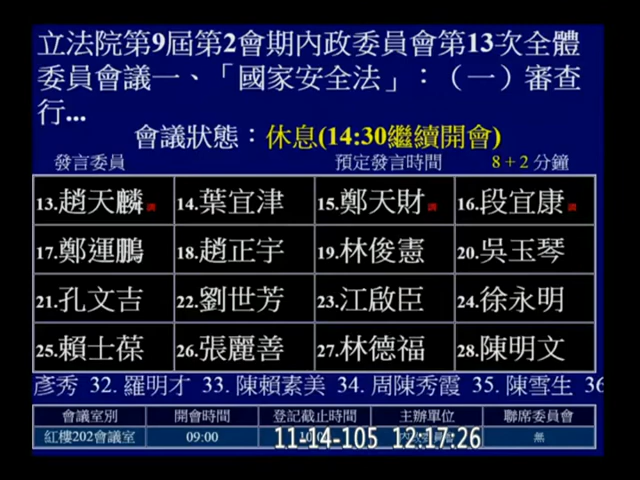 立法院第9屆第2會期內政委員會第13次全體
委員會議一、「國家安全法」：（一）審查
行...
會議狀態：休息(14:30繼續開會)
發言委員 預定發言時間 8 + 2 分鐘
13.趙天麟 14.葉宜津 15.鄭天財 16.段宜康
17.鄭運鵬 18.趙正宇 19.林俊憲 20.吳玉琴
21.孔文吉 22.劉世芳 23.江啟臣 24.徐永明
25.賴士葆 26.張麗善 27.林德福 28.陳明文
彥秀 32. 羅明才 33. 陳賴素美 34. 周陳秀霞 35. 陳雪生 36
會議室別 開會時間 登記截止時間 主辦單位 聯席委員會
紅樓202會議室 09:00 無
11-14-105 12:17.26